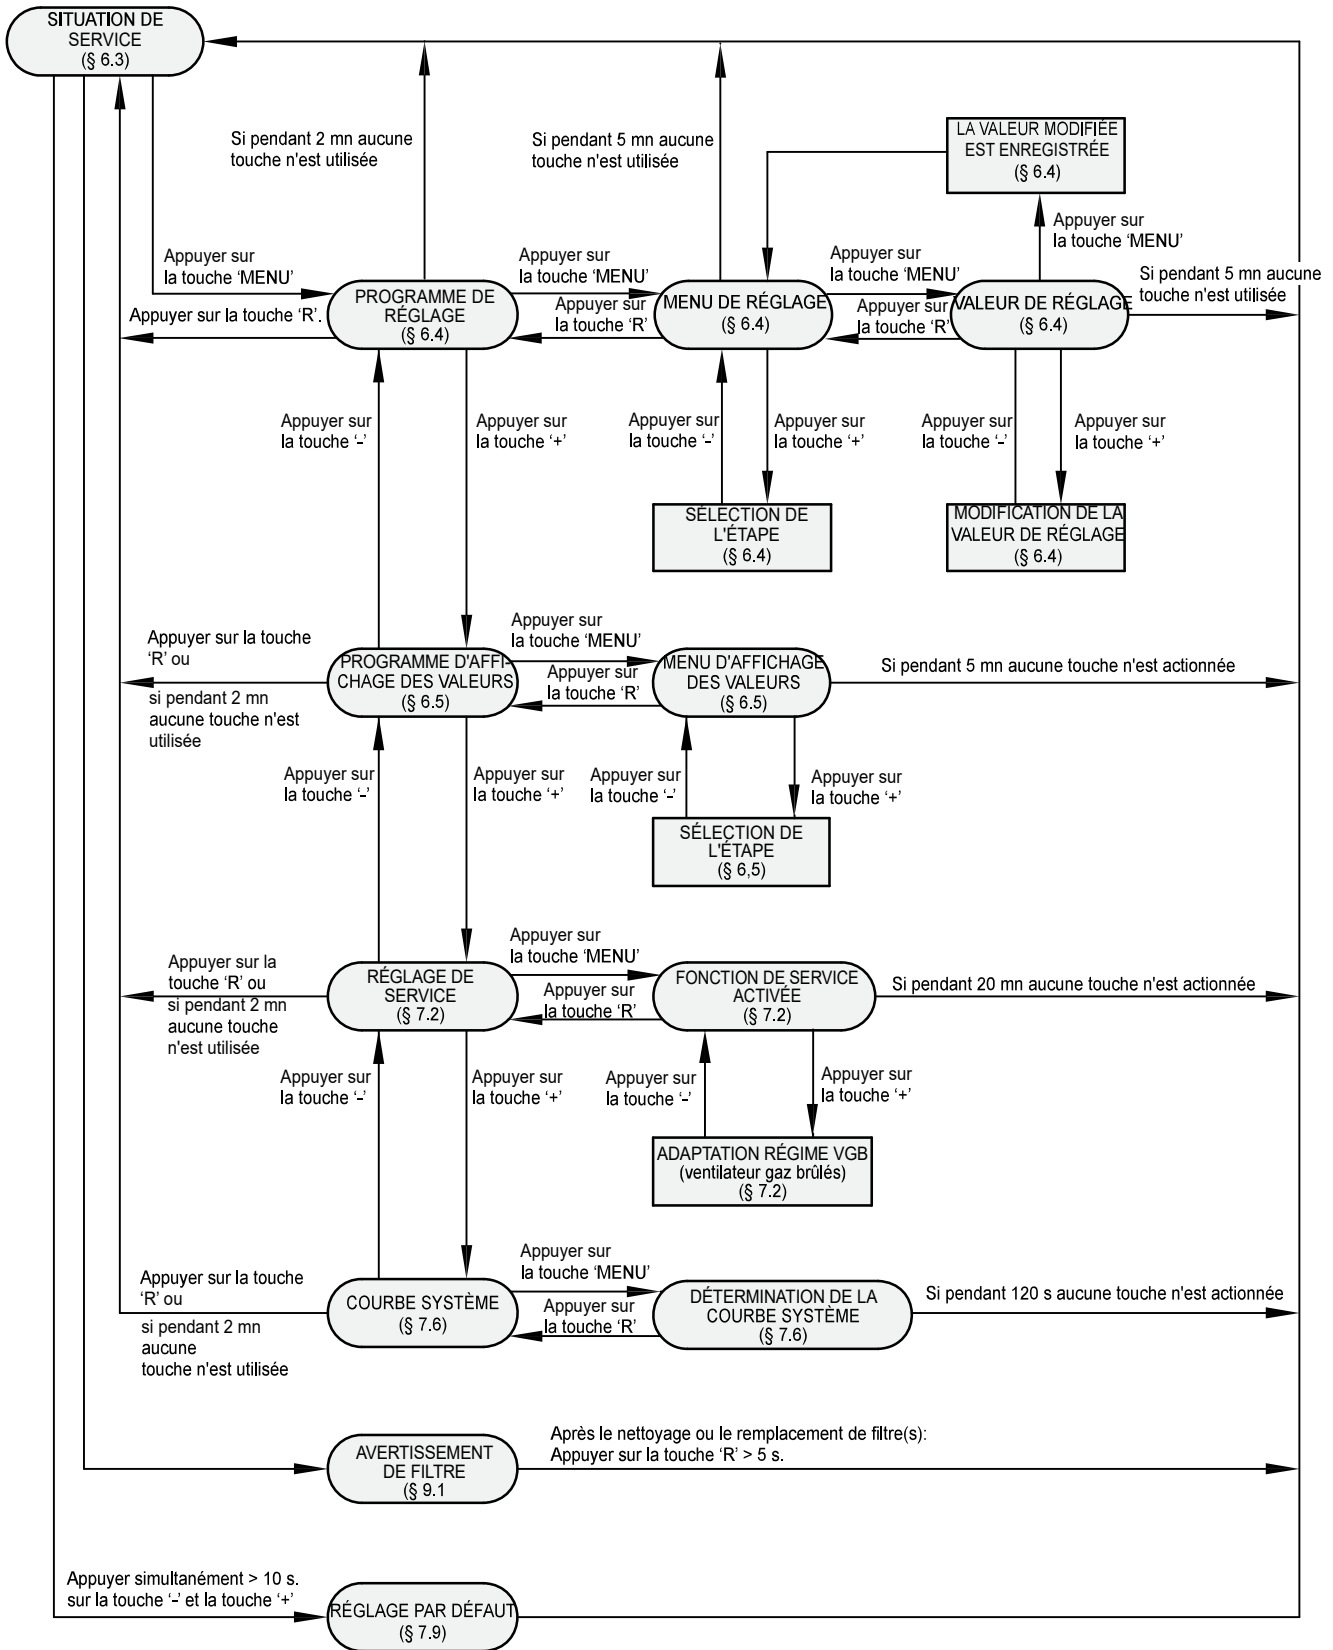 SITUATION DE
SERVICE
(§ 6.3)
Si pendant 2 mn aucune
touche n'est utilisée
Si pendant 5 mn aucune
touche n'est utilisée
LA VALEUR MODIFIÉE
EST ENREGISTRÉE
(§ 6.4)
Appuyer sur
la touche ‘MENU’
Appuyer sur
la touche ‘MENU’
Appuyer sur
la touche ‘MENU’
Appuyer sur
la touche ‘MENU’
Si pendant 5 mn aucune
touche n'est utilisée
Appuyer sur la touche ‘R’.
PROGRAMME DE
RÉGLAGE
(§ 6.4)
Appuyer sur
la touche ‘R’
MENU DE RÉGLAGE
(§ 6.4)
Appuyer sur
la touche ‘R’
VALEUR DE RÉGLAGE
(§ 6.4)
Appuyer sur
la touche ‘-’
Appuyer sur
la touche ‘+’
Appuyer sur
la touche ‘-’
Appuyer sur
la touche ‘+’
Appuyer sur
la touche ‘-’
Appuyer sur
la touche ‘+’
SÉLECTION DE
L'ÉTAPE
(§ 6.4)
MODIFICATION DE LA
VALEUR DE RÉGLAGE
(§ 6.4)
Appuyer sur la touche
‘R’ ou
si pendant 2 mn
aucune touche n'est
utilisée
PROGRAMME D'AFFI-
CHAGE DES VALEURS
(§ 6.5)
Appuyer sur
la touche ‘MENU’
Appuyer sur
la touche ‘R’
MENU D'AFFICHAGE
DES VALEURS
(§ 6.5)
Si pendant 5 mn aucune touche n'est actionnée
Appuyer sur
la touche ‘-’
Appuyer sur
la touche ‘+’
Appuyer sur
la touche ‘-’
Appuyer sur
la touche ‘+’
SÉLECTION DE
L'ÉTAPE
(§ 6,5)
Appuyer sur la
touche ‘R’ ou
si pendant 2 mn
aucune touche
n'est utilisée
RÉGLAGE DE
SERVICE
(§ 7.2)
Appuyer sur
la touche ‘MENU’
Appuyer sur
la touche ‘R’
FONCTION DE SERVICE
ACTIVÉE
(§ 7.2)
Si pendant 20 mn aucune touche n'est actionnée
Appuyer sur
la touche ‘-’
Appuyer sur
la touche ‘+’
Appuyer sur
la touche ‘-’
Appuyer sur
la touche ‘+’
ADAPTATION RÉGIME VGB
(ventilateur gaz brûlés)
(§ 7.2)
Appuyer sur la touche
‘R’ ou
si pendant 2 mn
aucune
touche n'est utilisée
COURBE SYSTÈME
(§ 7.6)
Appuyer sur
la touche ‘MENU’
Appuyer sur
la touche ‘R’
DÉTERMINATION DE LA
COURBE SYSTÈME
(§ 7.6)
Si pendant 120 s aucune touche n'est actionnée
AVERTISSEMENT
DE FILTRE
(§ 9.1
Après le nettoyage ou le remplacement de filtre(s):
Appuyer sur la touche ‘R’ > 5 s.
Appuyer simultanément > 10 s.
sur la touche ‘-’ et la touche ‘+’
RÉGLAGE PAR DÉFAUT
(§ 7.9)